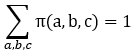 ∑ π(a,b,c) = 1
a,b,c